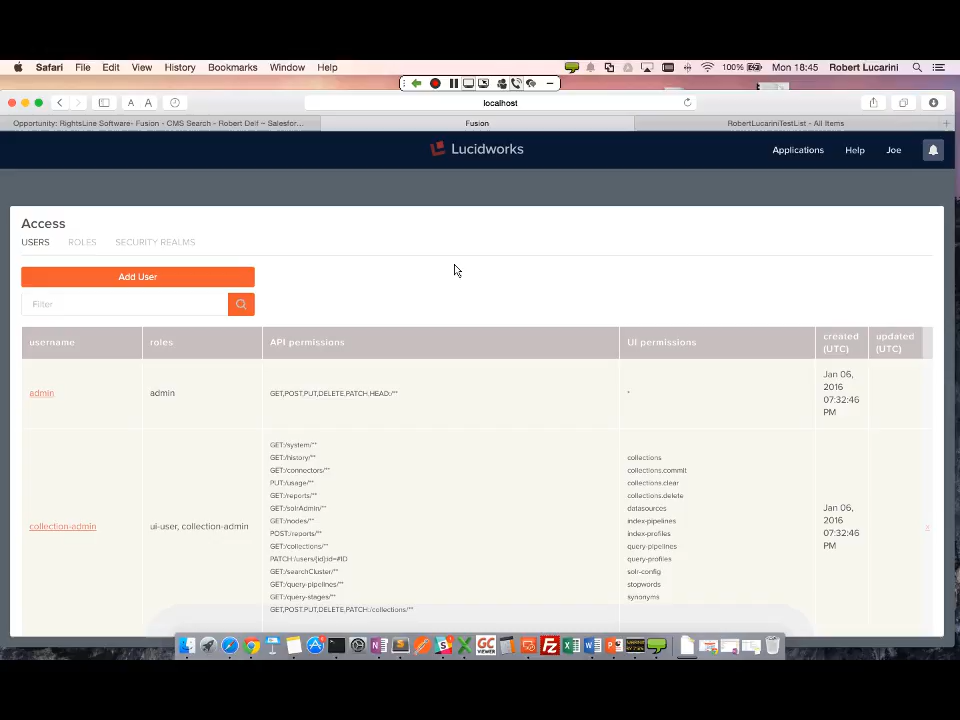 Safari File Edit View History Bookmarks Window Help 100% Mon 18:45 Robert Lucarini
A A localhost
Opportunity: RightsLine Software- Fusion - CMS Search - Robert Delf ~ Salesfor... Fusion RobertLucariniTestList - All Items
Lucidworks
Applications Help Joe
Access
USERS ROLES SECURITY REALMS
Add User
Filter
username roles API permissions UI permissions created (UTC) updated (UTC)
admin admin GET,POST,PUT,DELETE,PATCH,HEAD:/** * Jan 06, 2016 07:32:46 PM
collection-admin ui-user, collection-admin
GET:/system/**
GET:/history/**
GET:/connectors/**
PUT:/usage/**
GET:/reports/**
GET:/solrAdmin/**
GET:/nodes/**
POST:/reports/**
GET:/collections/**
PATCH:/users/{id}:id=#ID
GET:/searchCluster/**
GET:/query-pipelines/**
GET:/query-stages/**
GET,POST,PUT,DELETE,PATCH:/collections/**
collections
collections.commit
collections.clear
collections.delete
datasources
index-pipelines
index-profiles
query-pipelines
query-profiles
solr-config
stopwords
synonyms
Jan 06, 2016 07:32:46 PM
GC VIEWER